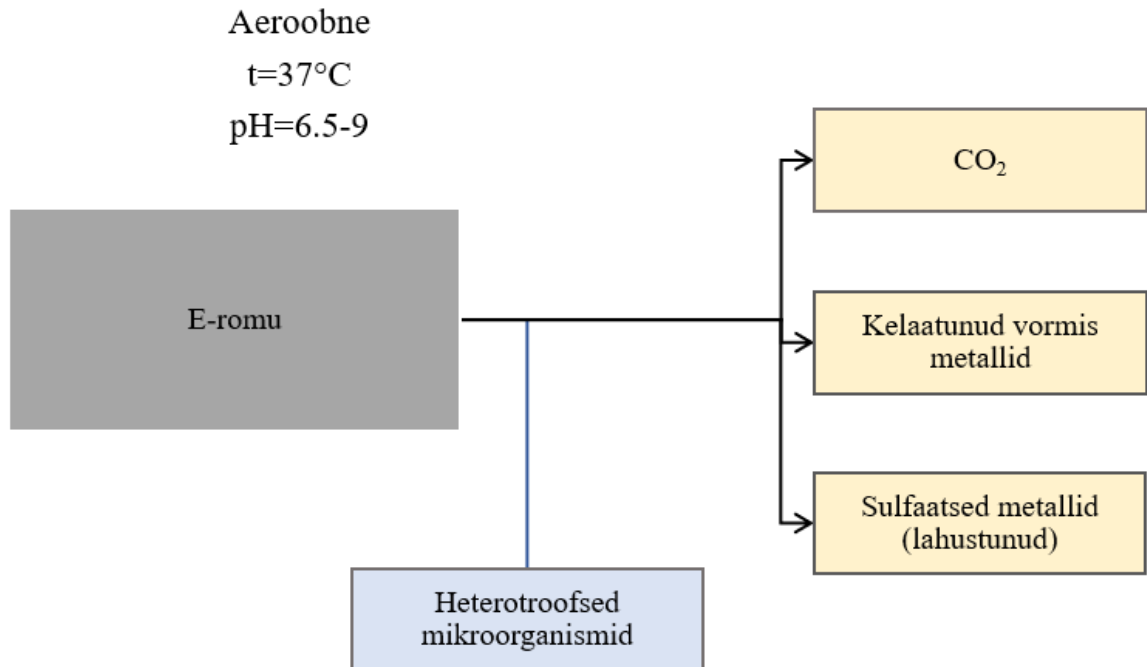 Aeroobne
t=37°C
pH=6.5-9
E-romu
CO₂
Kelaatunud vormis
metallid
Sulfaatsed metallid
(lahustunud)
Heterotroofsed
mikroorganismid